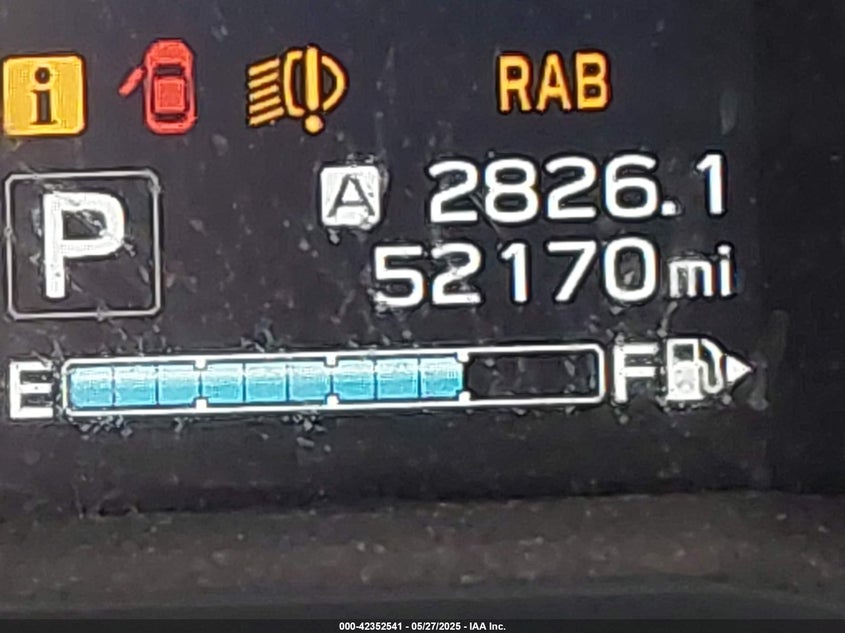 i RAB
P A 2826.1
52170mi
E F
000-42352541 - 05/27/2025 - IAA Inc.